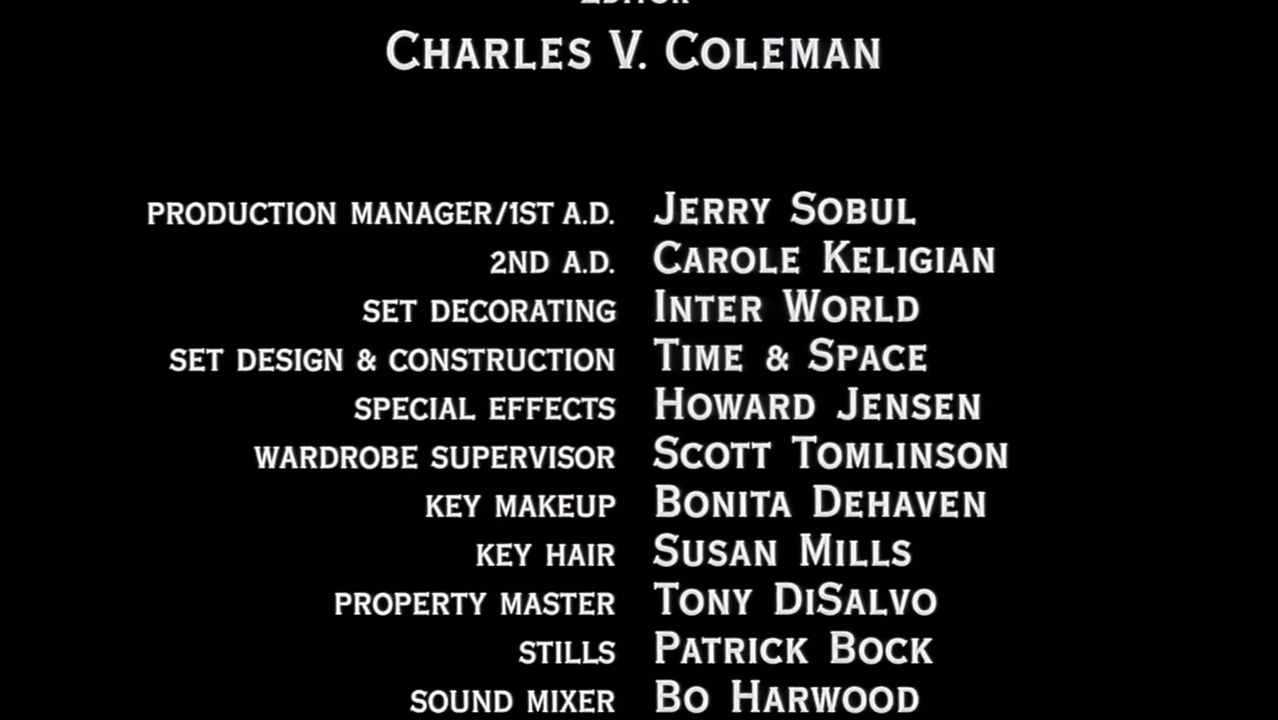 EDITOR
CHARLES V. COLEMAN
PRODUCTION MANAGER/1ST A.D. JERRY SOBUL
2ND A.D. CAROLE KELIGIAN
SET DECORATING INTER WORLD
SET DESIGN & CONSTRUCTION TIME & SPACE
SPECIAL EFFECTS HOWARD JENSEN
WARDROBE SUPERVISOR SCOTT TOMLINSON
KEY MAKEUP BONITA DEHAVEN
KEY HAIR SUSAN MILLS
PROPERTY MASTER TONY DISALVO
STILLS PATRICK BOCK
SOUND MIXER BO HARWOOD